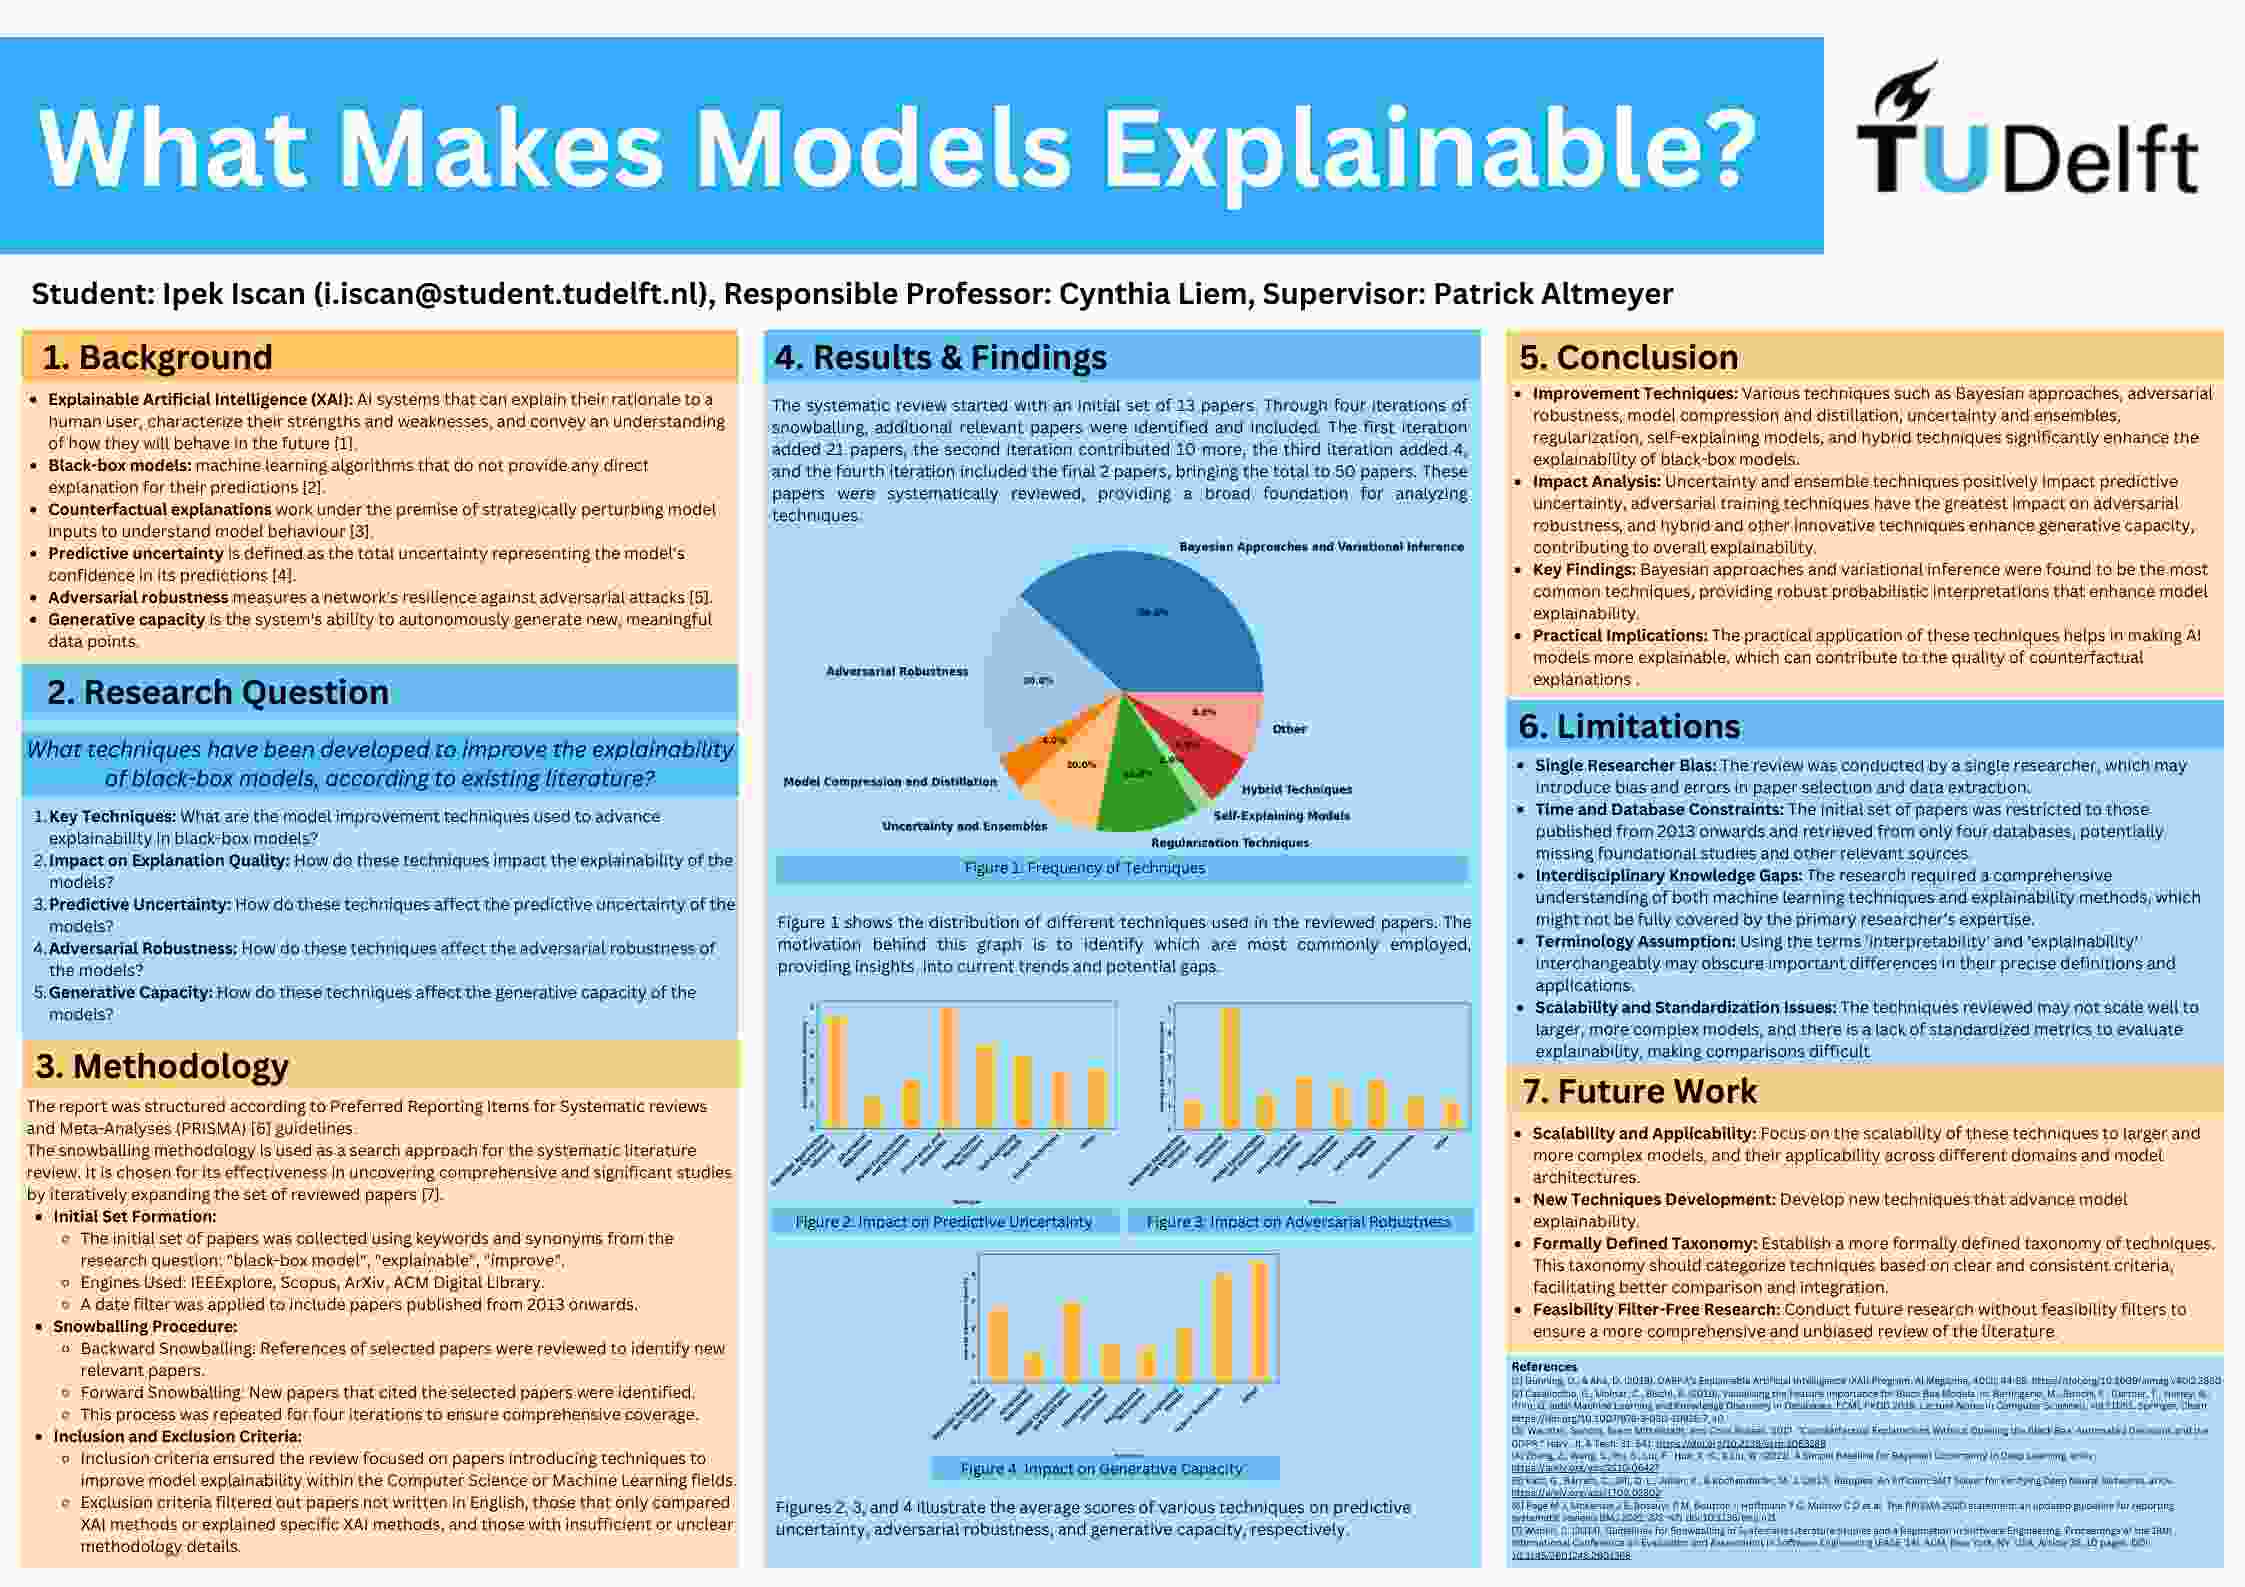 What Makes Models Explainable?
TUDelft
Student: Ipek Iscan (i.iscan@student.tudelft.nl), Responsible Professor: Cynthia Liem, Supervisor: Patrick Altmeyer
1. Background
• Explainable Artificial Intelligence (XAI): AI systems that can explain their rationale to a
human user, characterize their strengths and weaknesses, and convey an understanding
of how they will behave in the future [1].
• Black-box models: machine learning algorithms that do not provide any direct
explanation for their predictions [2].
• Counterfactual explanations work under the premise of strategically perturbing model
inputs to understand model behaviour [3].
• Predictive uncertainty is defined as the total uncertainty representing the model's
confidence in its predictions [4].
• Adversarial robustness measures a network's resilience against adversarial attacks [5].
• Generative capacity is the system's ability to autonomously generate new, meaningful
data points.
2. Research Question
What techniques have been developed to improve the explainability
of black-box models, according to existing literature?
1. Key Techniques: What are the model improvement techniques used to advance
explainability in black-box models?
2. Impact on Explanation Quality: How do these techniques impact the explainability of the
models?
3. Predictive Uncertainty: How do these techniques affect the predictive uncertainty of the
models?
4. Adversarial Robustness: How do these techniques affect the adversarial robustness of
the models?
5. Generative Capacity: How do these techniques affect the generative capacity of the
models?
3. Methodology
The report was structured according to Preferred Reporting Items for Systematic reviews
and Meta-Analyses (PRISMA) [6] guidelines.
The snowballing methodology is used as a search approach for the systematic literature
review. It is chosen for its effectiveness in uncovering comprehensive and significant studies
by iteratively expanding the set of reviewed papers [7].
• Initial Set Formation:
○ The initial set of papers was collected using keywords and synonyms from the
research question: "black-box model", "explainable", "improve".
○ Engines Used: IEEExplore, Scopus, ArXiv, ACM Digital Library.
○ A date filter was applied to include papers published from 2013 onwards.
• Snowballing Procedure:
○ Backward Snowballing: References of selected papers were reviewed to identify new
relevant papers.
○ Forward Snowballing: New papers that cited the selected papers were identified.
○ This process was repeated for four iterations to ensure comprehensive coverage.
• Inclusion and Exclusion Criteria:
○ Inclusion criteria ensured the review focused on papers introducing techniques to
improve model explainability within the Computer Science or Machine Learning fields.
○ Exclusion criteria filtered out papers not written in English, those that only compared
XAI methods or explained specific XAI methods, and those with insufficient or unclear
methodology details.
4. Results & Findings
The systematic review started with an initial set of 13 papers. Through four iterations of
snowballing, additional relevant papers were identified and included. The first iteration
added 21 papers, the second iteration contributed 10 more, the third iteration added 4,
and the fourth iteration included the final 2 papers, bringing the total to 50 papers. These
papers were systematically reviewed, providing a broad foundation for analyzing
techniques.
Bayesian Approaches and Variational Inference
Adversarial Robustness
20.0%
4.0%
Other
10.0%
Model Compression and Distillation
Hybrid Techniques
Self-Explaining Models
Uncertainty and Ensembles
Regularization Techniques
Figure 1: Frequency of Techniques
Figure 1 shows the distribution of different techniques used in the reviewed papers. The
motivation behind this graph is to identify which are most commonly employed,
providing insights into current trends and potential gaps.
Figure 2: Impact on Predictive Uncertainty
Figure 3: Impact on Adversarial Robustness
Figure 4: Impact on Generative Capacity
Figures 2, 3, and 4 illustrate the average scores of various techniques on predictive
uncertainty, adversarial robustness, and generative capacity, respectively.
5. Conclusion
• Improvement Techniques: Various techniques such as Bayesian approaches, adversarial
robustness, model compression and distillation, uncertainty and ensembles,
regularization, self-explaining models, and hybrid techniques significantly enhance the
explainability of black-box models.
• Impact Analysis: Uncertainty and ensemble techniques positively impact predictive
uncertainty, adversarial training techniques have the greatest impact on adversarial
robustness, and hybrid and other innovative techniques enhance generative capacity,
contributing to overall explainability.
• Key Findings: Bayesian approaches and variational inference were found to be the most
common techniques, providing robust probabilistic interpretations that enhance model
explainability.
• Practical Implications: The practical application of these techniques helps in making AI
models more explainable, which can contribute to the quality of counterfactual
explanations .
6. Limitations
• Single Researcher Bias: The review was conducted by a single researcher, which may
introduce bias and errors in paper selection and data extraction.
• Time and Database Constraints: The initial set of papers was restricted to those
published from 2013 onwards and retrieved from only four databases, potentially
missing foundational studies and other relevant sources.
• Interdisciplinary Knowledge Gaps: The research required a comprehensive
understanding of both machine learning techniques and explainability methods, which
might not be fully covered by the primary researcher's expertise.
• Terminology Assumption: Using the terms 'interpretability' and 'explainability'
interchangeably may obscure important differences in their precise definitions and
applications.
• Scalability and Standardization Issues: The techniques reviewed may not scale well to
larger, more complex models, and there is a lack of standardized metrics to evaluate
explainability, making comparisons difficult.
7. Future Work
• Scalability and Applicability: Focus on the scalability of these techniques to larger and
more complex models, and their applicability across different domains and model
architectures.
• New Techniques Development: Develop new techniques that advance model
explainability.
• Formally Defined Taxonomy: Establish a more formally defined taxonomy of techniques.
This taxonomy should categorize techniques based on clear and consistent criteria,
facilitating better comparison and integration.
• Feasibility Filter-Free Research: Conduct future research without feasibility filters to
ensure a more comprehensive and unbiased review of the literature.
References
[1] Gunning, D., & Aha, D. (2019). DARPA's Explainable Artificial Intelligence (XAI) Program. AI Magazine, 40(2), 44-58.